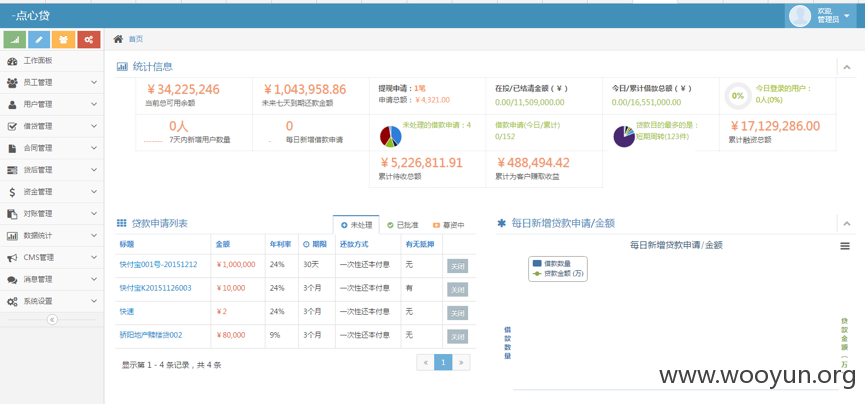 -点心贷
欢迎,
管理员
首页
工作面板
员工管理
用户管理
借贷管理
合同管理
贷后管理
资金管理
对账管理
数据统计
CMS管理
消息管理
系统设置
统计信息
¥34,225,246
当前总可用余额
¥1,043,958.86
未来七天到期还款金额
提现申请：1笔
申请总额：¥4,321.00
在投/已结清金额（¥）
0.00/11,509,000.00
今日/累计借款总额（¥）
0.00/16,551,000.00
0%
今日登录的用户：
0人(0%)
0人
7天内新增用户数量
0
每日新增借款申请
未处理的借款申请：4
借款申请(今日/累计)
0/152
贷款目的最多的是：
短期周转(123件)
¥17,129,286.00
累计融资总额
¥5,226,811.91
累计待收总额
¥488,494.42
累计为客户赚取收益
贷款申请列表
未处理
已批准
募资中
标题 金额 年利率 期限 还款方式 有无抵押
快付宝001号-20151212 ¥1,000,000 24% 30天 一次性还本付息 无 关闭
快付宝K20151126003 ¥10,000 24% 3个月 一次性还本付息 有 关闭
快速 ¥2 24% 3个月 一次性还本付息 无 关闭
骄阳地产赎楼贷002 ¥80,000 9% 3个月 一次性还本付息 无 关闭
显示第 1 - 4 条记录，共 4 条
« 1 »
每日新增贷款申请/金额
每日新增贷款申请/金额
借款数量
贷款金额 (万)
借款数量
贷款金额（万
www.wooyun.org